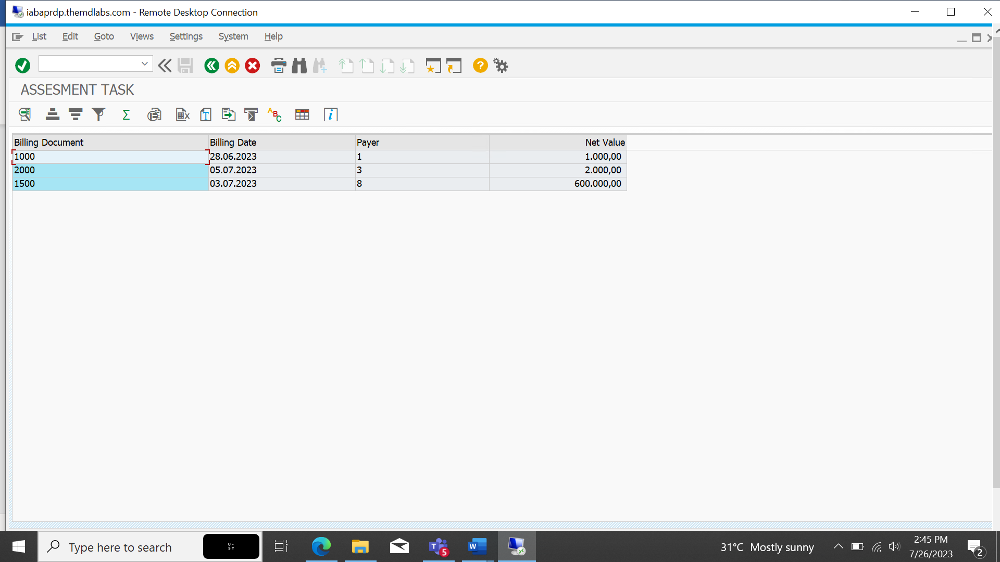 iabaprdp.themdlabs.com - Remote Desktop Connection
List Edit Goto Views Settings System Help
ASSESMENT TASK
Billing Document Billing Date Payer Net Value
1000 28.06.2023 1 1.000,00
2000 05.07.2023 3 2.000,00
1500 03.07.2023 8 600.000,00
Type here to search
31°C Mostly sunny
2:45 PM
7/26/2023
5
2